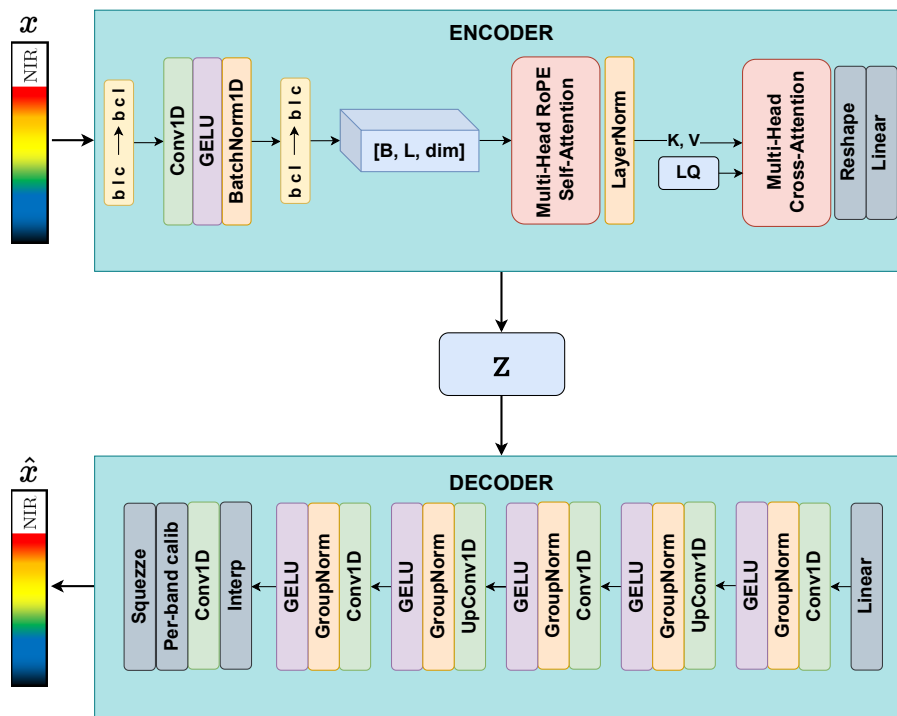 x
NIR
ENCODER
b l c → b c l
Conv1D
GELU
BatchNorm1D
b c l → b l c
[B, L, dim]
Multi-Head RoPE
Self-Attention
LayerNorm
K, V
LQ
Multi-Head
Cross-Attention
Reshape
Linear
Z
x̂
NIR
DECODER
Squezze
Per-band calib
Conv1D
Interp
GELU
GroupNorm
Conv1D
GELU
GroupNorm
UpConv1D
GELU
GroupNorm
Conv1D
GELU
GroupNorm
UpConv1D
GELU
GroupNorm
Conv1D
Linear